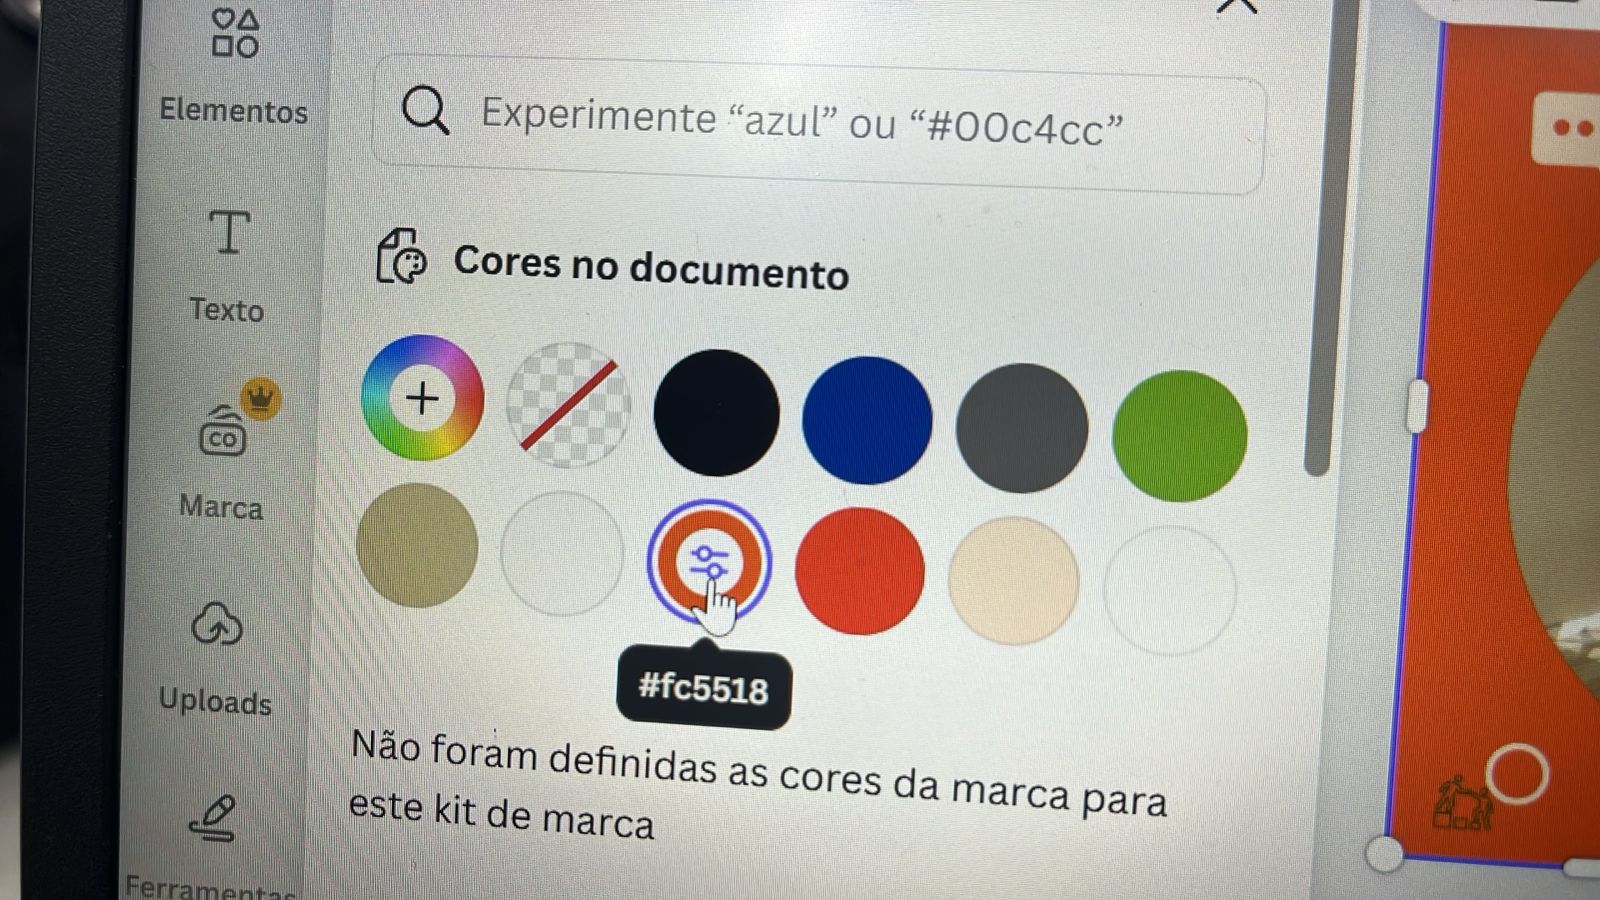 Elementos
Experimente “azul” ou “#00c4cc”
Cores no documento
Texto
CO
Marca
#fc5518
Uploads
Não foram definidas as cores da marca para
este kit de marca
Ferramentas